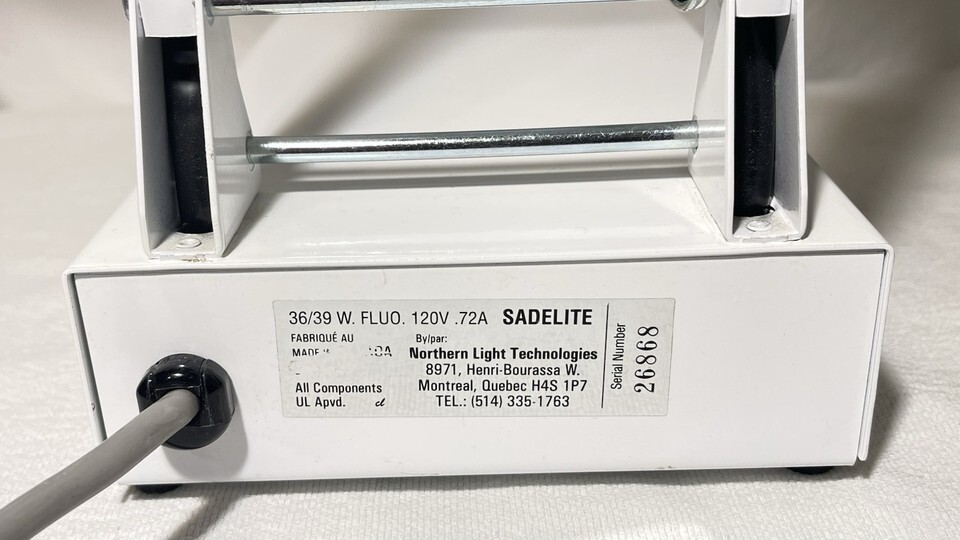 36/39 W. FLUO. 120V .72A SADELITE
FABRIQUÉ AU
MADE
By/par:
Northern Light Technologies
8971, Henri-Bourassa W.
Montreal, Quebec H4S 1P7
TEL.: (514) 335-1763
All Components
UL Apvd.
Serial Number
26868